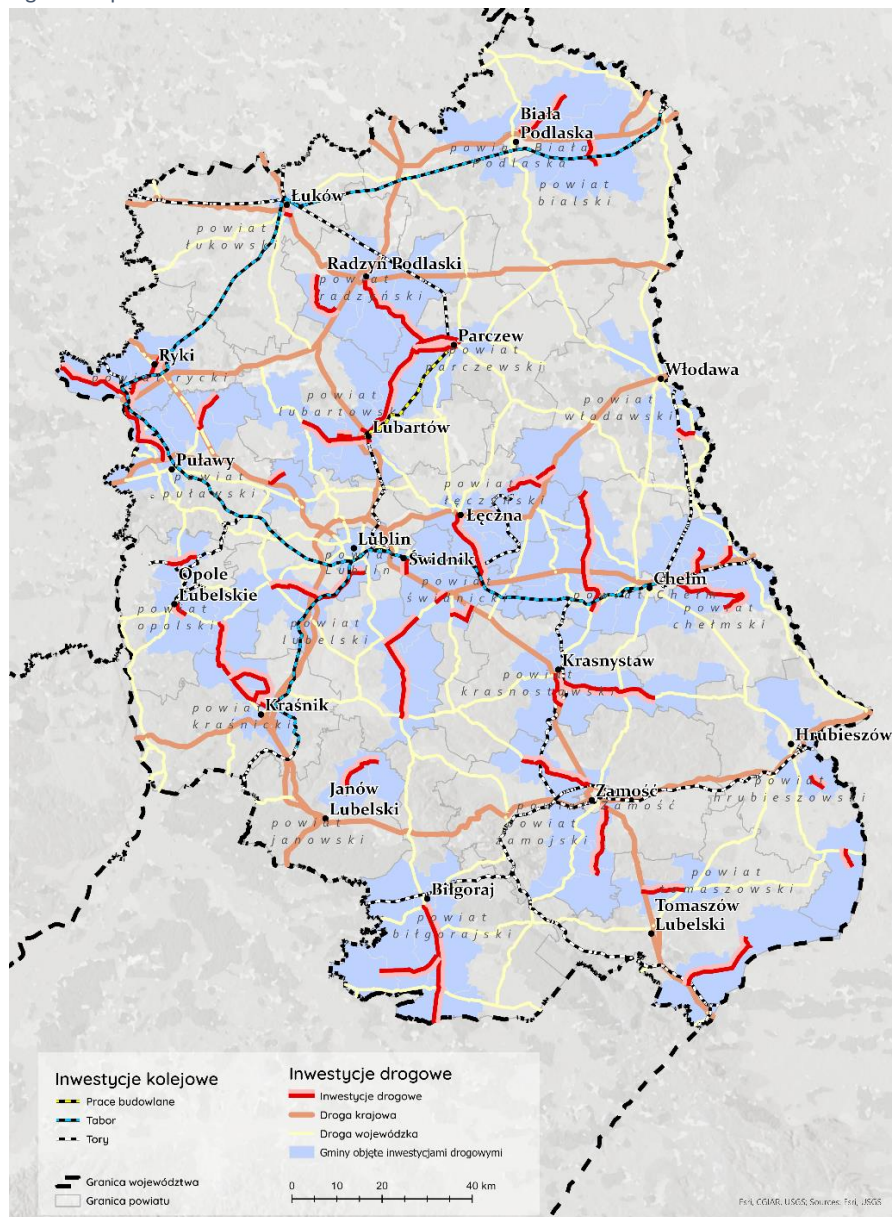 Biała
Podlaska
powiat Biała
Podlaska
powiat
bialski
Łuków
powiat
łukowski
Radzyń Podlaski
powiat
radzyński
Parczew
powiat
parczewski
Ryki
powiat rycki
Włodawa
powiat
włodawski
powiat
lubartowski
Lubartów
Puławy
powiat
puławski
powiat
łęczyński
Łęczna
Lublin
powiat
Lublin
Świdnik
powiat
świdnicki
Opole
Lubelskie
powiat
opolski
powiat
lubelski
Chełm
powiat Chełm
powiat
chełmski
Krasnystaw
powiat
krasnostawski
powiat
kraśnicki
Kraśnik
Hrubieszów
powiat
hrubieszowski
Janów
Lubelski
powiat
janowski
Zamość
powiat
zamojski
Zamość
powiat
tomaszowski
Tomaszów
Lubelski
Biłgoraj
powiat
biłgorajski
Inwestycje kolejowe
Prace budowlane
Tabor
Tory
Granica województwa
Granica powiatu
Inwestycje drogowe
Inwestycje drogowe
Droga krajowa
Droga wojewódzka
Gminy objęte inwestycjami drogowymi
0 10 20 30 40 km
Esri, CGIAR, USGS; Sources: Esri, USGS